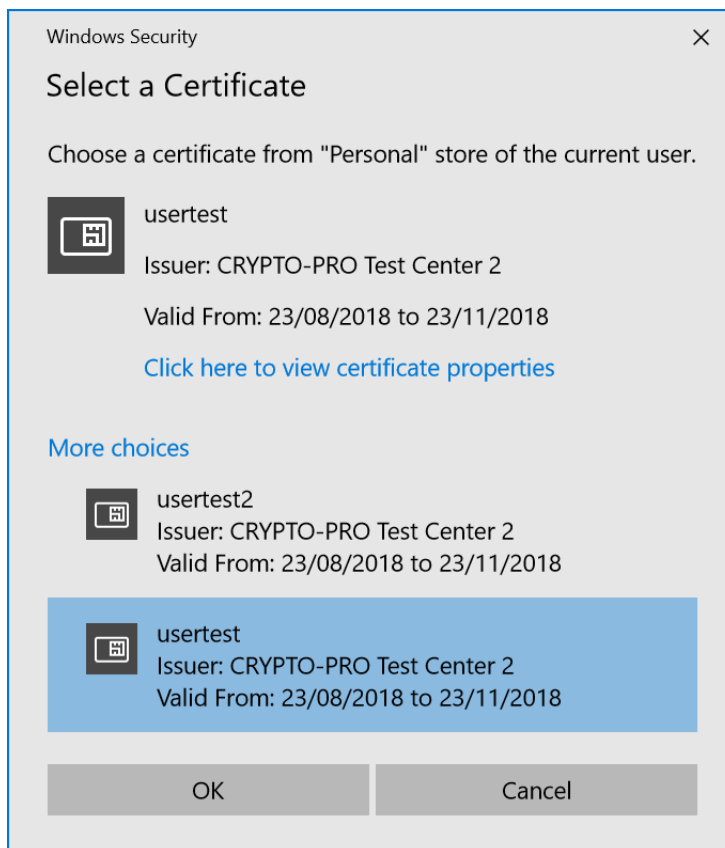 Windows Security
Select a Certificate
Choose a certificate from "Personal" store of the current user.
usertest
Issuer: CRYPTO-PRO Test Center 2
Valid From: 23/08/2018 to 23/11/2018
Click here to view certificate properties
More choices
usertest2
Issuer: CRYPTO-PRO Test Center 2
Valid From: 23/08/2018 to 23/11/2018
usertest
Issuer: CRYPTO-PRO Test Center 2
Valid From: 23/08/2018 to 23/11/2018
OK
Cancel